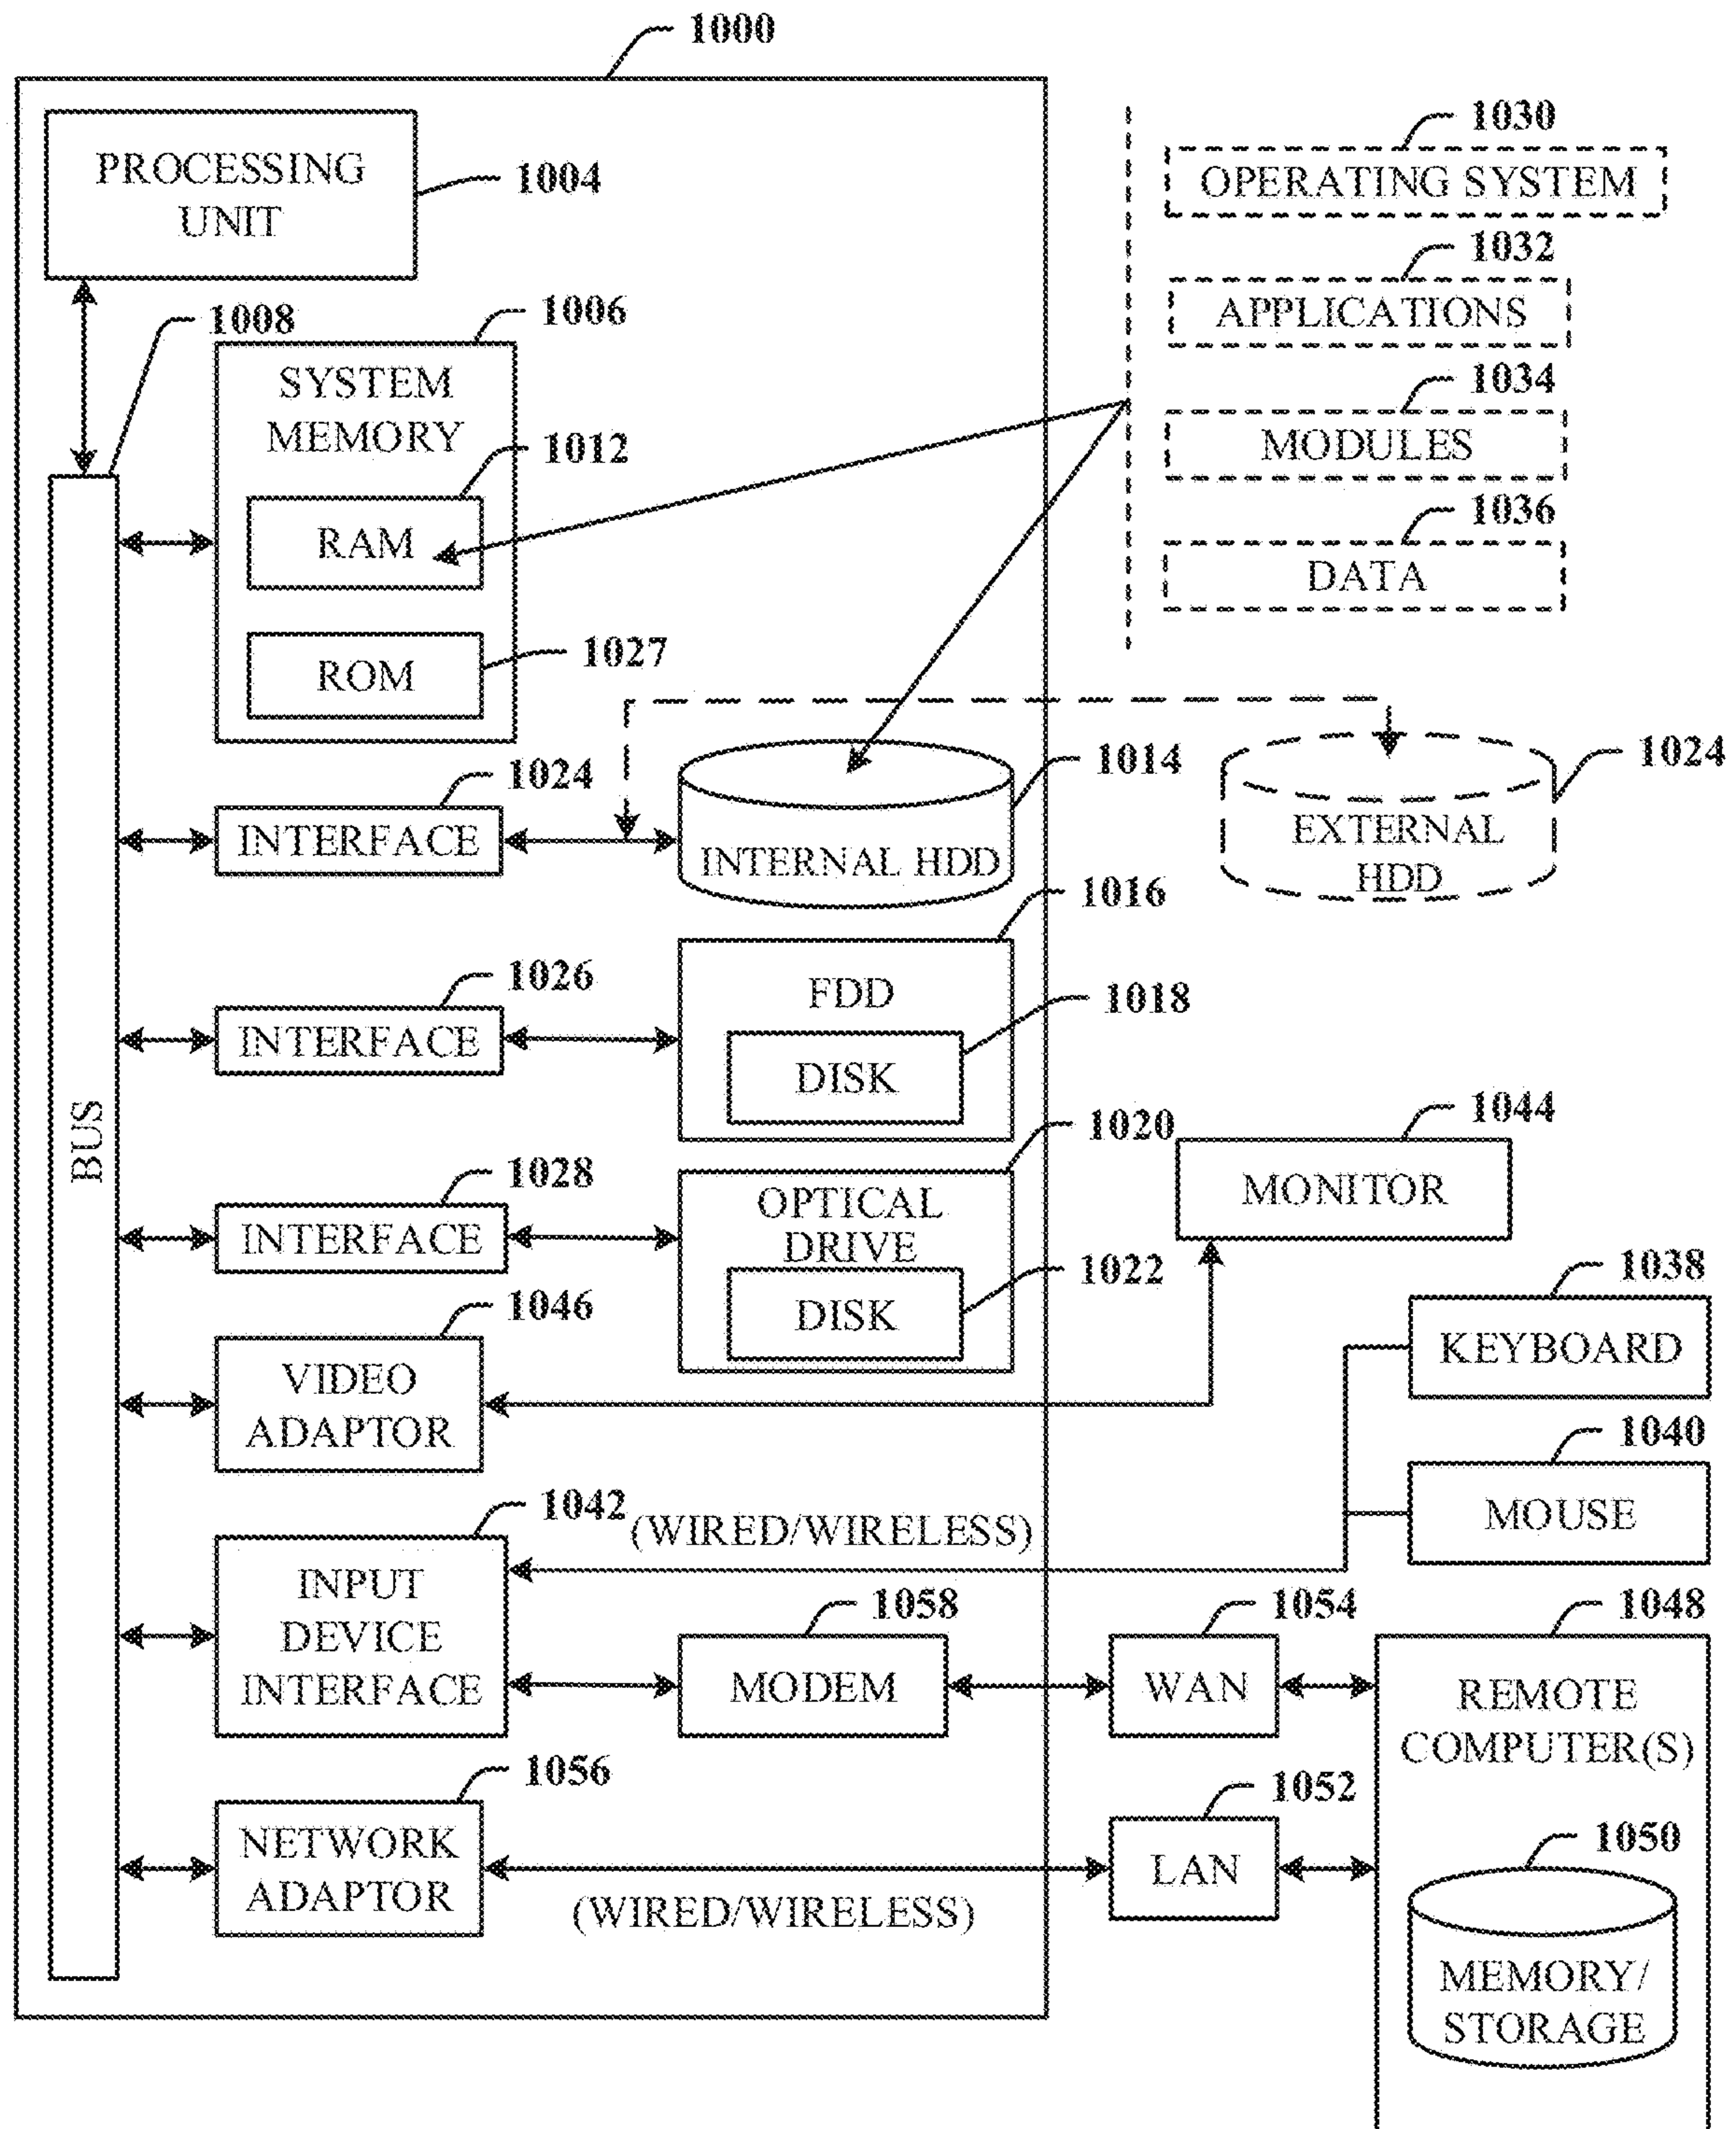 1000
PROCESSING
UNIT
1004
1030
OPERATING SYSTEM
1032
APPLICATIONS
1034
MODULES
1036
DATA
1008
1006
SYSTEM
MEMORY
1012
RAM
1027
ROM
BUS
1024
INTERFACE
1014
INTERNAL HDD
1024
EXTERNAL
HDD
1026
INTERFACE
1016
FDD
1018
DISK
1028
INTERFACE
1020
OPTICAL
DRIVE
1022
DISK
1044
MONITOR
1046
VIDEO
ADAPTOR
1038
KEYBOARD
1040
MOUSE
1042
(WIRED/WIRELESS)
INPUT
DEVICE
INTERFACE
1058
MODEM
1054
WAN
1048
REMOTE
COMPUTER(S)
1056
NETWORK
ADAPTOR
(WIRED/WIRELESS)
1052
LAN
1050
MEMORY/
STORAGE